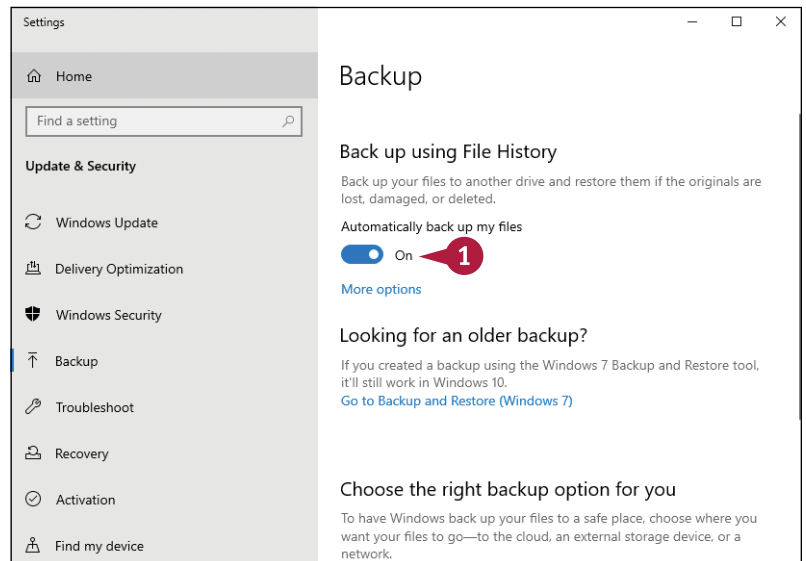 Settings
Home
Find a setting
Update & Security
Windows Update
Delivery Optimization
Windows Security
Backup
Troubleshoot
Recovery
Activation
Find my device
Backup
Back up using File History
Back up your files to another drive and restore them if the originals are
lost, damaged, or deleted.
Automatically back up my files
On
1
More options
Looking for an older backup?
If you created a backup using the Windows 7 Backup and Restore tool,
it'll still work in Windows 10.
Go to Backup and Restore (Windows 7)
Choose the right backup option for you
To have Windows back up your files to a safe place, choose where you
want your files to go—to the cloud, an external storage device, or a
network.